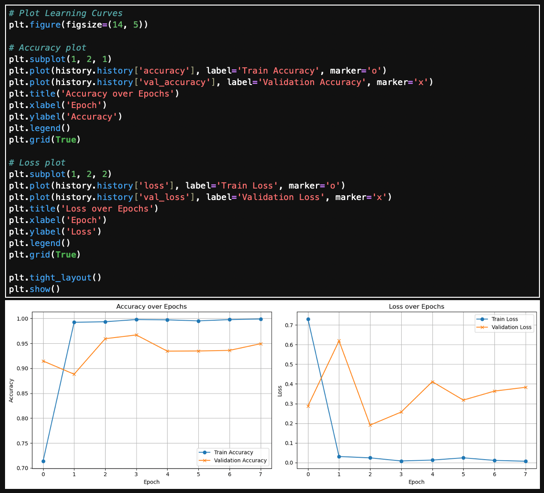 # Plot Learning Curves
plt.figure(figsize=(14, 5))

# Accuracy plot
plt.subplot(1, 2, 1)
plt.plot(history.history['accuracy'], label='Train Accuracy', marker='o')
plt.plot(history.history['val_accuracy'], label='Validation Accuracy', marker='x')
plt.title('Accuracy over Epochs')
plt.xlabel('Epoch')
plt.ylabel('Accuracy')
plt.legend()
plt.grid(True)

# Loss plot
plt.subplot(1, 2, 2)
plt.plot(history.history['loss'], label='Train Loss', marker='o')
plt.plot(history.history['val_loss'], label='Validation Loss', marker='x')
plt.title('Loss over Epochs')
plt.xlabel('Epoch')
plt.ylabel('Loss')
plt.legend()
plt.grid(True)

plt.tight_layout()
plt.show()
Accuracy over Epochs
1.00
0.95
0.90
0.85
0.80
0.75
0.70
Accuracy
Train Accuracy
Validation Accuracy
0 1 2 3 4 5 6 7
Epoch
Loss over Epochs
Train Loss
Validation Loss
0.7
0.6
0.5
0.4
0.3
0.2
0.1
0.0
Loss
0 1 2 3 4 5 6 7
Epoch